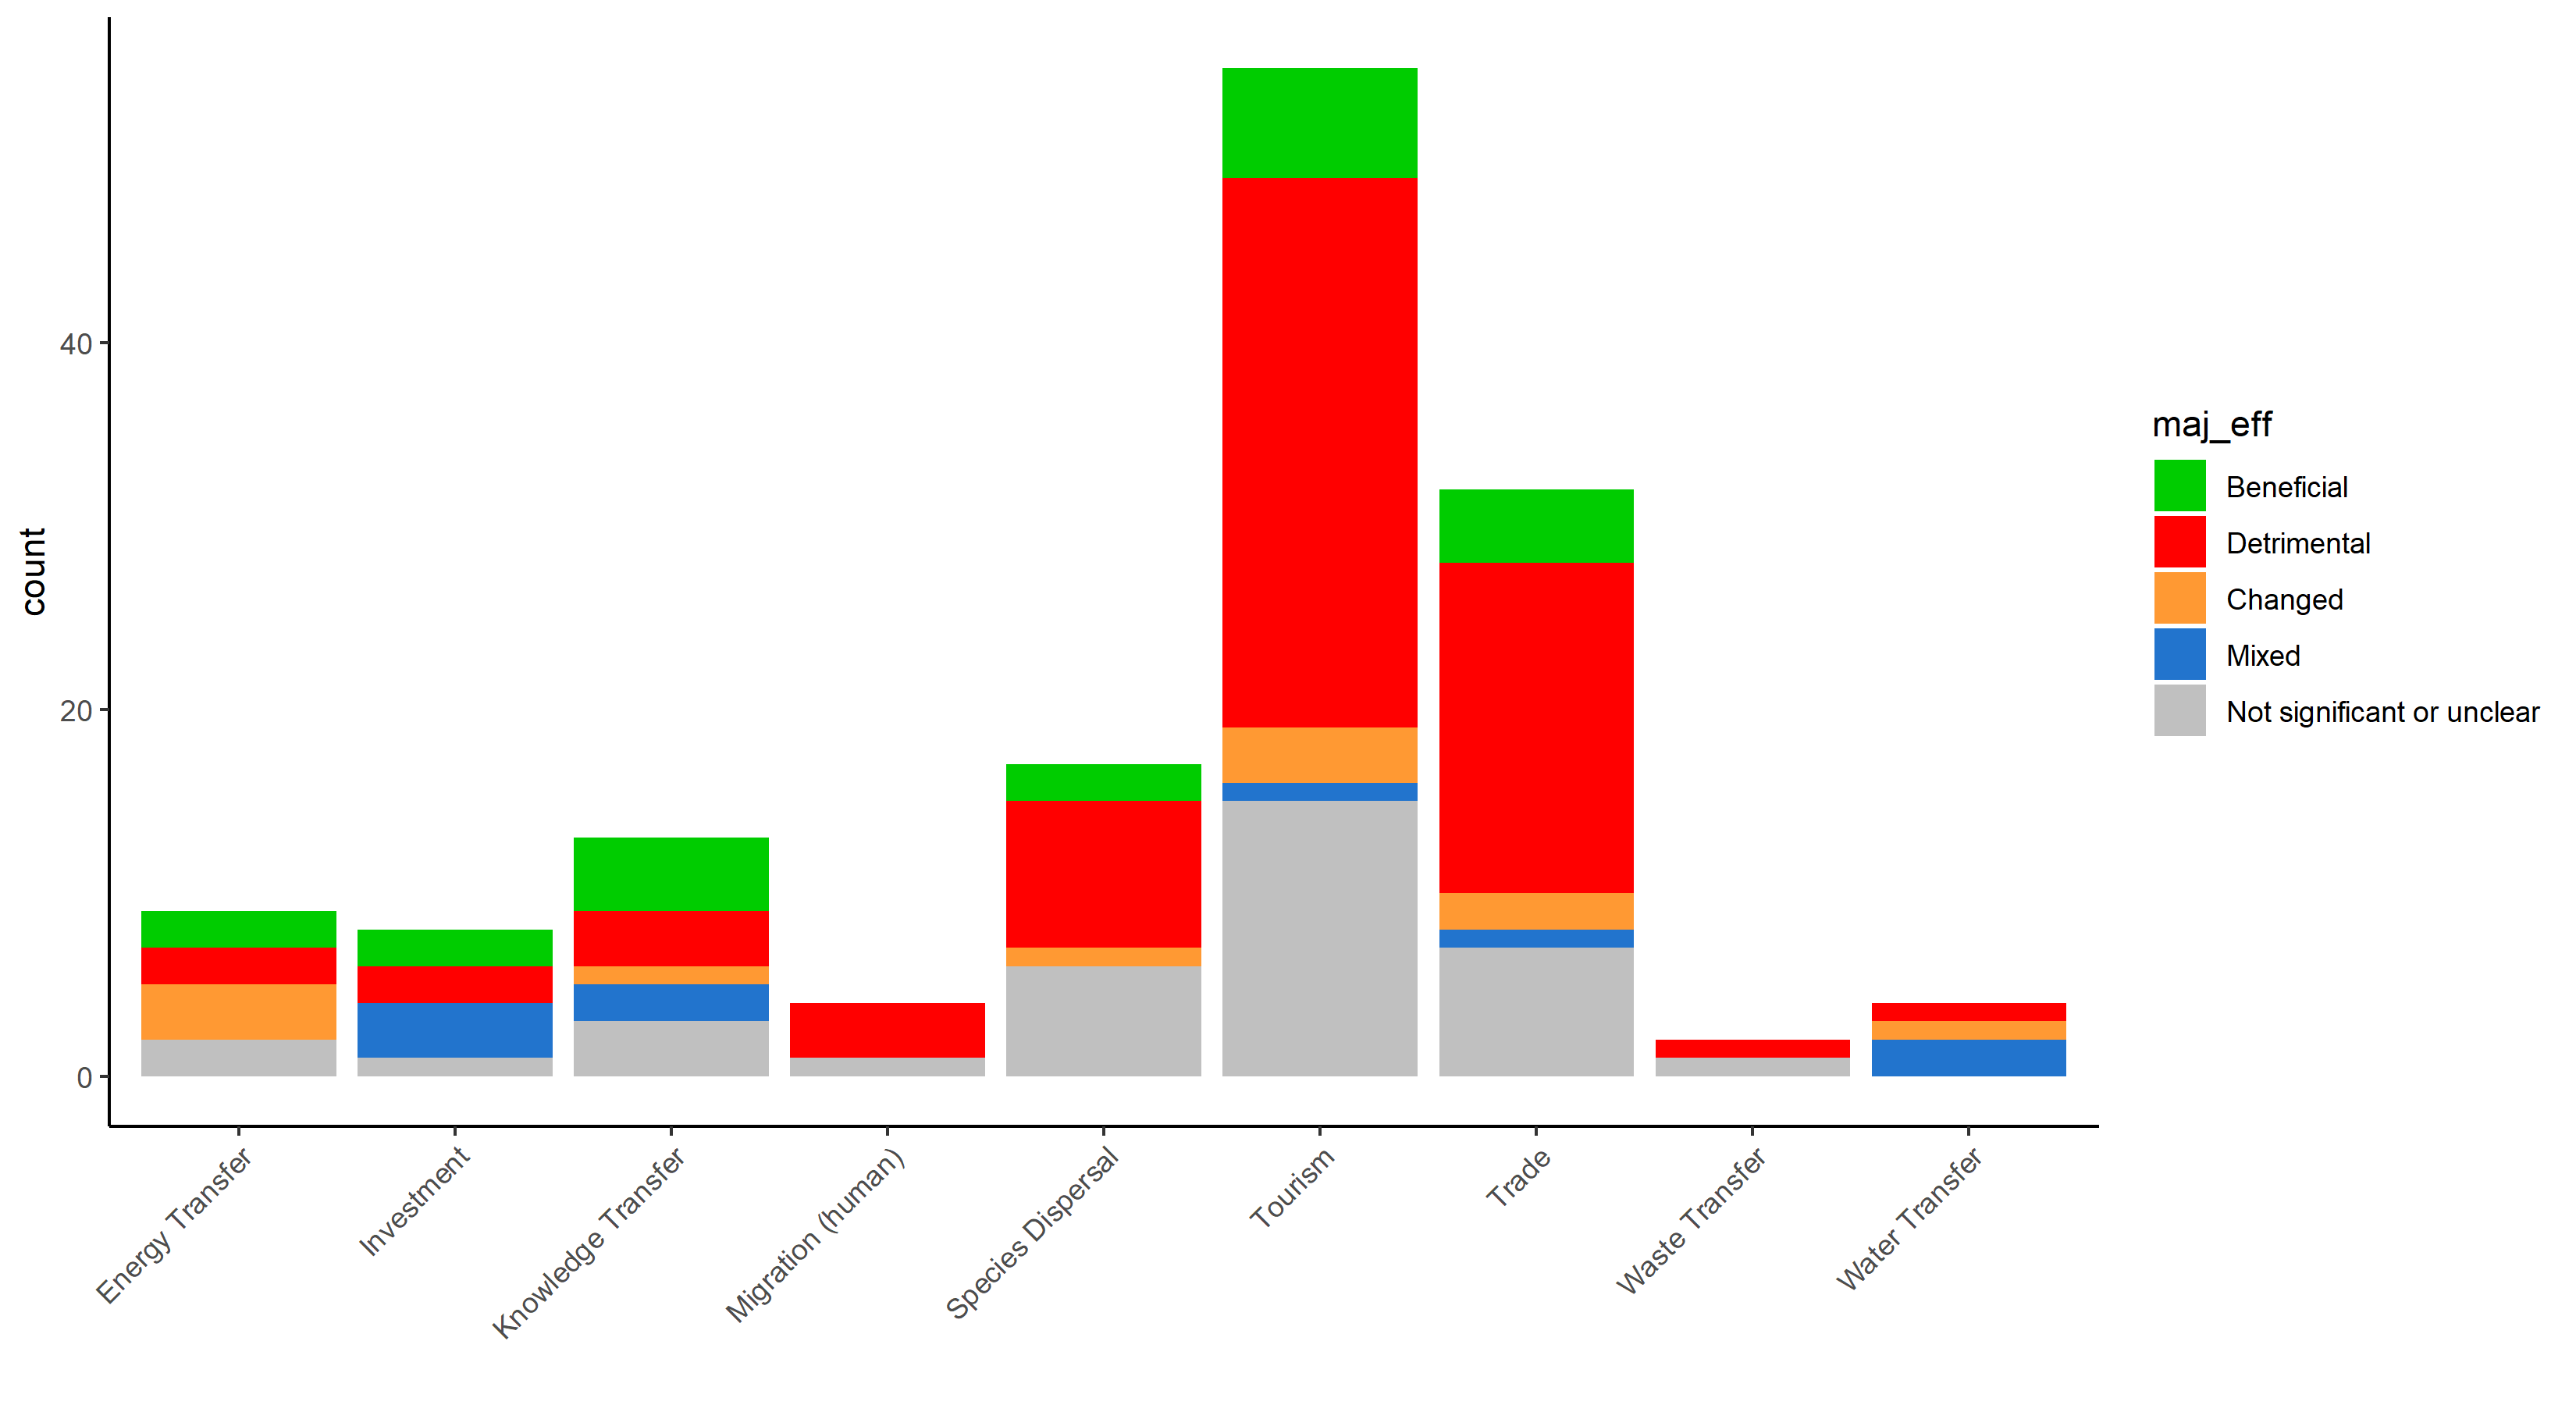 count
40
20
0
Energy Transfer
Investment
Knowledge Transfer
Migration (human)
Species Dispersal
Tourism
Trade
Waste Transfer
Water Transfer
maj_eff
Beneficial
Detrimental
Changed
Mixed
Not significant or unclear